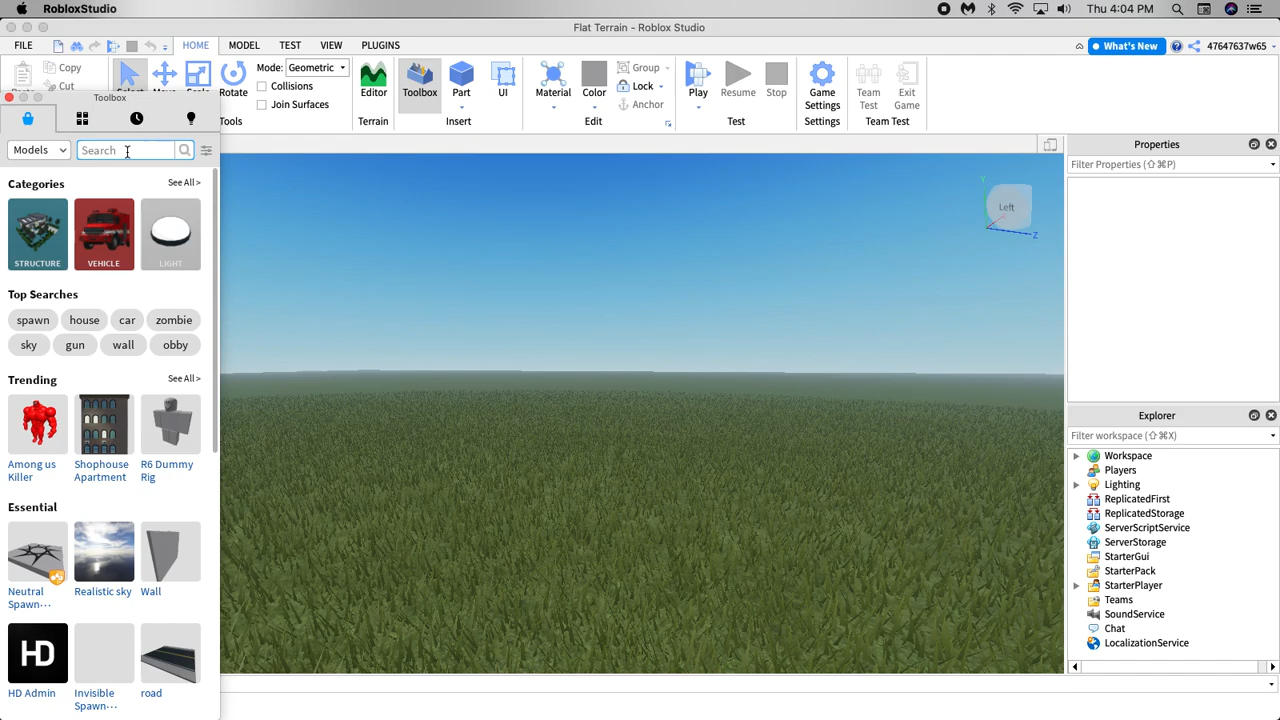 RobloxStudio
Thu 4:04 PM
Flat Terrain - Roblox Studio
FILE HOME MODEL TEST VIEW PLUGINS
What's New
47647637w65
Copy
Cut
Rotate
Mode: Geometric
Collisions
Join Surfaces
Editor
Toolbox
Part
UI
Material
Color
Group
Lock
Anchor
Play
Resume
Stop
Game Settings
Team Test
Exit Game
Tools
Terrain
Insert
Edit
Test
Settings
Team Test
Toolbox
Models
Search
Categories
See All >
STRUCTURE
VEHICLE
LIGHT
Top Searches
spawn house car zombie
sky gun wall obby
Trending
See All >
Among us Killer
Shophouse Apartment
R6 Dummy Rig
Essential
Neutral Spawn···
Realistic sky
Wall
HD
HD Admin
Invisible Spawn···
road
Left
Y
Z
Properties
Filter Properties (⇧⌘P)
Explorer
Filter workspace (⇧⌘X)
Workspace
Players
Lighting
ReplicatedFirst
ReplicatedStorage
ServerScriptService
ServerStorage
StarterGui
StarterPack
StarterPlayer
Teams
SoundService
Chat
LocalizationService